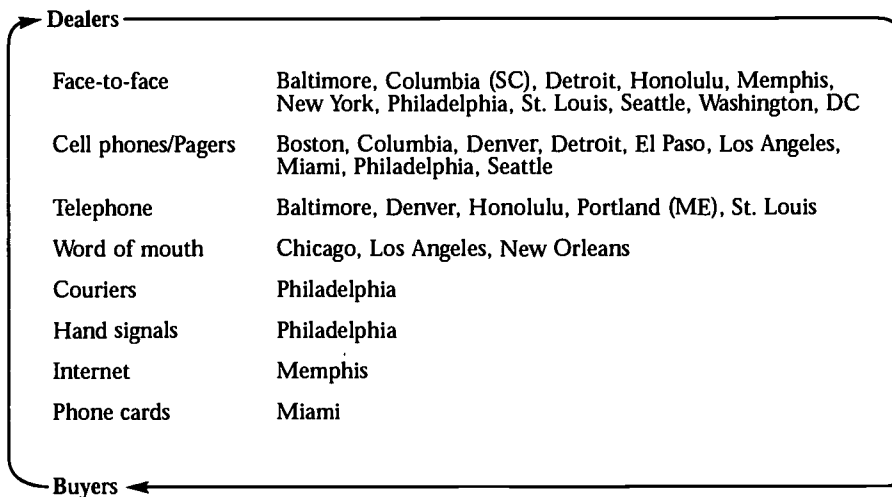 Dealers
Face-to-face Baltimore, Columbia (SC), Detroit, Honolulu, Memphis,
New York, Philadelphia, St. Louis, Seattle, Washington, DC
Cell phones/Pagers Boston, Columbia, Denver, Detroit, El Paso, Los Angeles,
Miami, Philadelphia, Seattle
Telephone Baltimore, Denver, Honolulu, Portland (ME), St. Louis
Word of mouth Chicago, Los Angeles, New Orleans
Couriers Philadelphia
Hand signals Philadelphia
Internet Memphis
Phone cards Miami
Buyers